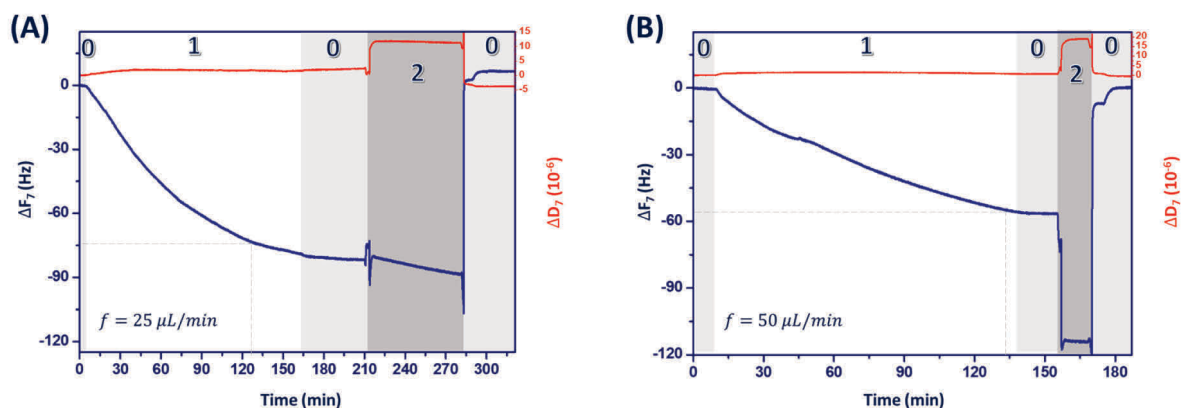 (A)
0 1 0 2 0
15
10
5
0
-5
0
-30
-60
-90
-120
ΔF7 (Hz)
ΔD7 (10-6)
f = 25 μL/min
0 30 60 90 120 150 180 210 240 270 300
Time (min)
(B)
0 1 0 2 0
20
15
10
5
0
-5
0
-30
-60
-90
-120
ΔF7 (Hz)
ΔD7 (10-6)
f = 50 μL/min
0 30 60 90 120 155 180
Time (min)